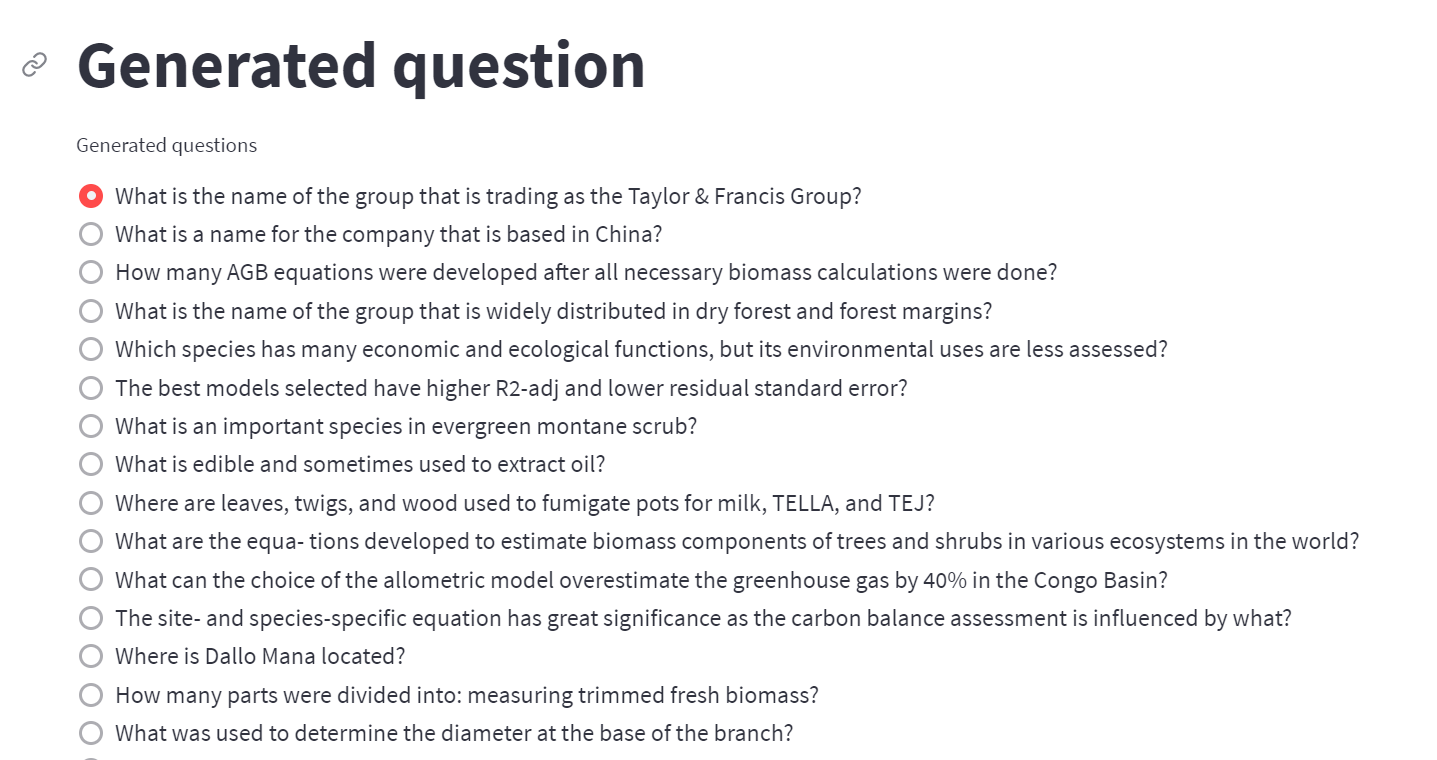 Generated question
Generated questions
What is the name of the group that is trading as the Taylor & Francis Group?
What is a name for the company that is based in China?
How many AGB equations were developed after all necessary biomass calculations were done?
What is the name of the group that is widely distributed in dry forest and forest margins?
Which species has many economic and ecological functions, but its environmental uses are less assessed?
The best models selected have higher R2-adj and lower residual standard error?
What is an important species in evergreen montane scrub?
What is edible and sometimes used to extract oil?
Where are leaves, twigs, and wood used to fumigate pots for milk, TELLA, and TEJ?
What are the equa- tions developed to estimate biomass components of trees and shrubs in various ecosystems in the world?
What can the choice of the allometric model overestimate the greenhouse gas by 40% in the Congo Basin?
The site- and species-specific equation has great significance as the carbon balance assessment is influenced by what?
Where is Dallo Mana located?
How many parts were divided into: measuring trimmed fresh biomass?
What was used to determine the diameter at the base of the branch?